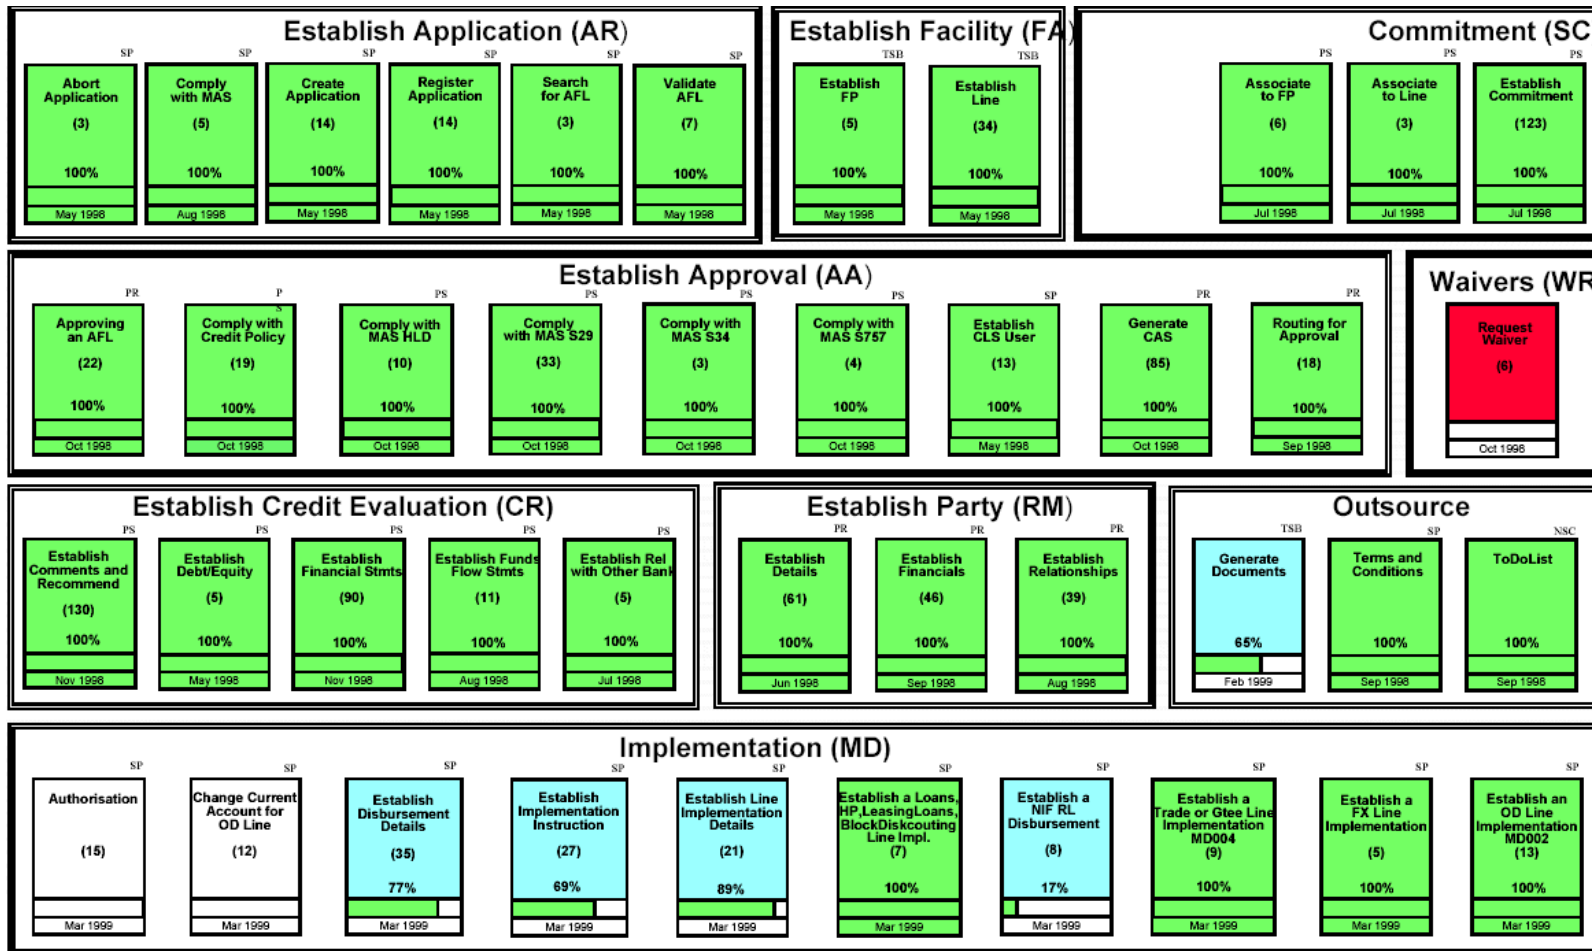 Establish Application (AR)
SP
Abort
Application
(3)
100%
May 1998
SP
Comply
with MAS
(5)
100%
Aug 1998
SP
Create
Application
(14)
100%
May 1998
SP
Register
Application
(14)
100%
May 1998
SP
Search
for AFL
(3)
100%
May 1998
SP
Validate
AFL
(7)
100%
May 1998
Establish Facility (FA)
TSB
Establish
FP
(5)
100%
May 1998
TSB
Establish
Line
(34)
100%
May 1998
Commitment (SC
PS
Associate
to FP
(6)
100%
Jul 1998
PS
Associate
to Line
(3)
100%
Jul 1998
PS
Establish
Commitment
(123)
100%
Jul 1998
Establish Approval (AA)
PR
Approving
an AFL
(22)
100%
Oct 1998
P
S
Comply with
Credit Policy
(19)
100%
Oct 1998
PS
Comply with
MAS HLD
(10)
100%
Oct 1998
PS
Comply
with MAS S29
(33)
100%
Oct 1998
PS
Comply with
MAS S34
(3)
100%
Oct 1998
PS
Comply with
MAS S757
(4)
100%
Oct 1998
SP
Establish
CLS User
(13)
100%
May 1998
PR
Generate
CAS
(85)
100%
Oct 1998
PR
Routing for
Approval
(18)
100%
Sep 1998
Waivers (WR
Request
Waiver
(6)
Oct 1998
Establish Credit Evaluation (CR)
PS
Establish
Comments and
Recommend
(130)
100%
Nov 1998
PS
Establish
Debt/Equity
(5)
100%
May 1998
PS
Establish
Financial Stmts
(90)
100%
Nov 1998
PS
Establish Funds
Flow Stmts
(11)
100%
Aug 1998
PS
Establish Rel
with Other Bank
(5)
100%
Jul 1998
Establish Party (RM)
PR
Establish
Details
(61)
100%
Jun 1998
PR
Establish
Financials
(46)
100%
Sep 1998
PR
Establish
Relationships
(39)
100%
Aug 1998
Outsource
TSB
Generate
Documents
65%
Feb 1999
SP
Terms and
Conditions
100%
Sep 1998
NSC
ToDoList
100%
Sep 1998
Implementation (MD)
SP
Authorisation
(15)
Mar 1999
SP
Change Current
Account for
OD Line
(12)
Mar 1999
SP
Establish
Disbursement
Details
(35)
77%
Mar 1999
SP
Establish
Implementation
Instruction
(27)
69%
Mar 1999
SP
Establish Line
Implementation
Details
(21)
89%
Mar 1999
SP
Establish a Loans,
HP,LeasingLoans,
BlockDiskcouting
Line Impl.
(7)
100%
Mar 1999
SP
Establish a
NIF RL
Disbursement
(8)
17%
Mar 1999
SP
Establish a
Trade or Gtee Line
Implementation
MD004
(9)
100%
Mar 1999
SP
Establish a
FX Line
Implementation
(5)
100%
Mar 1999
SP
Establish an
OD Line
Implementation
MD002
(13)
100%
Mar 1999